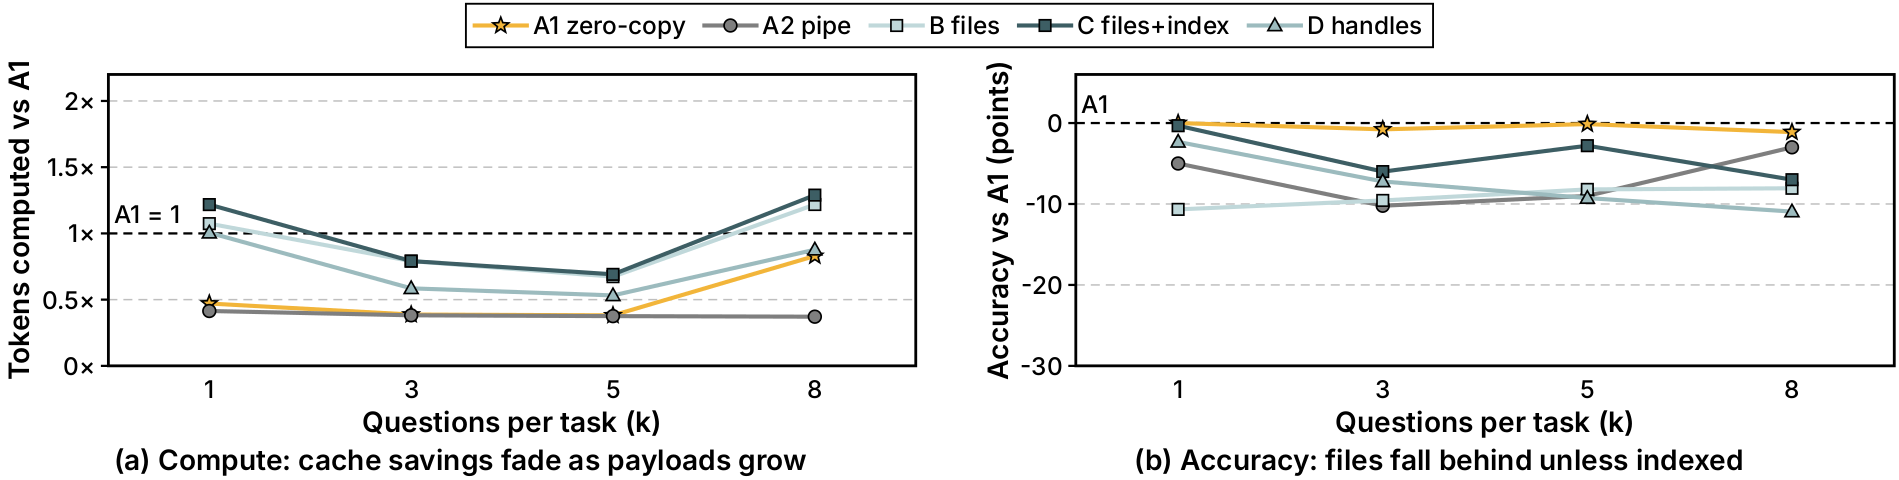 A1 zero-copy A2 pipe B files C files+index D handles
Tokens computed vs A1
2×
1.5×
1×
0.5×
0×
A1 = 1
1 3 5 8
Questions per task (k)
(a) Compute: cache savings fade as payloads grow
Accuracy vs A1 (points)
A1
0
-10
-20
-30
1 3 5 8
Questions per task (k)
(b) Accuracy: files fall behind unless indexed